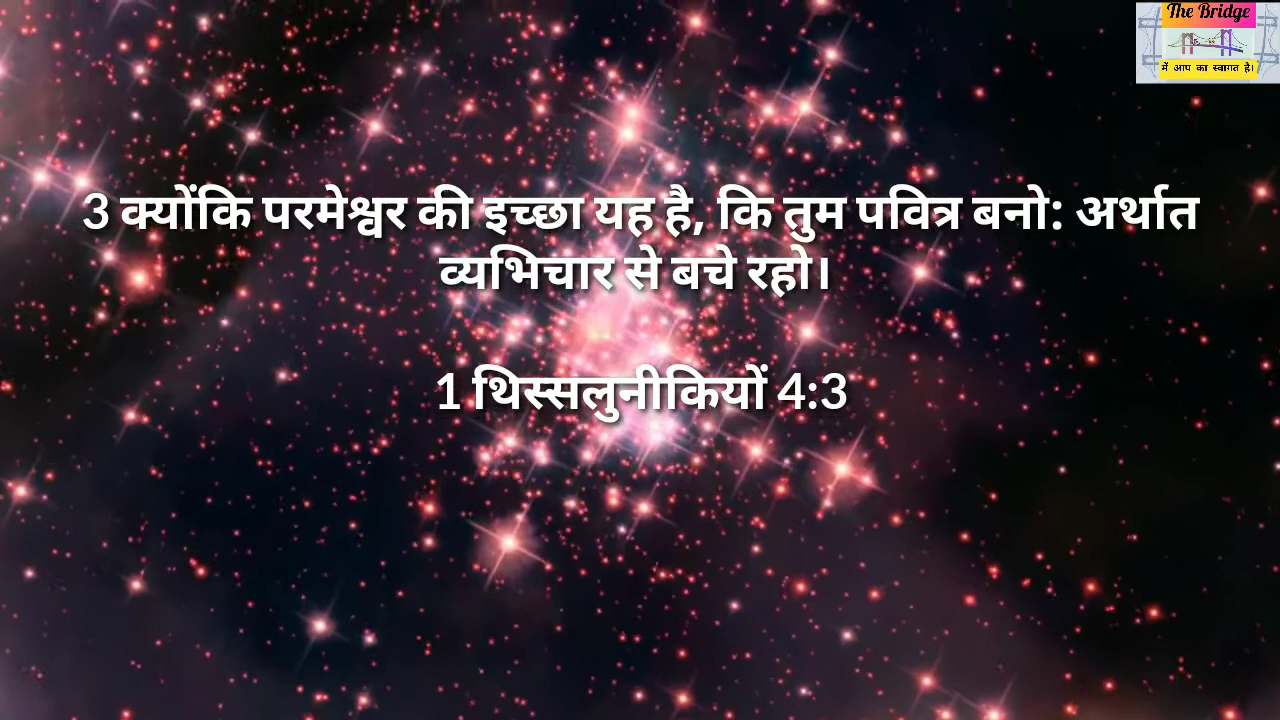 The Bridge
में आप का स्वागत है।
3 क्योंकि परमेश्वर की इच्छा यह है, कि तुम पवित्र बनो: अर्थात
व्यभिचार से बचे रहो।
1 थिस्सलुनीकियों 4:3